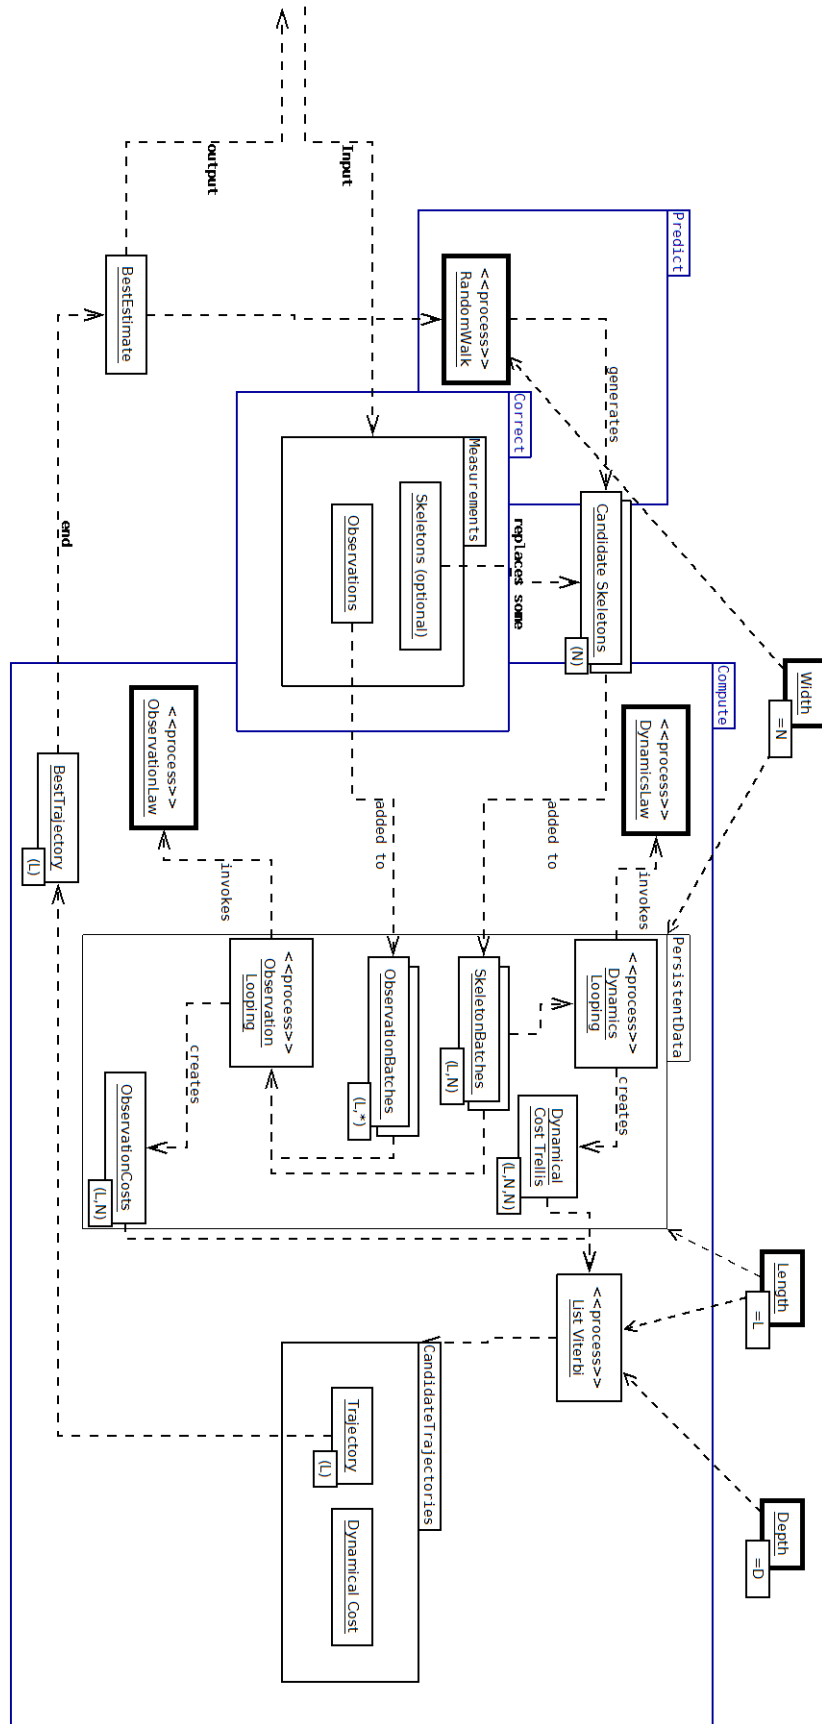 Width
=N
Length
=L
Depth
=D
Compute
Predict
<<process>>
DynamicsLaw
PersistentData
invokes
<<process>>
Dynamics
Looping
creates
generates
Candidate Skeletons
(N)
added to
Dynamical
Cost Trellis
(L,N,N)
<<process>>
List Viterbi
Correct
replaces some
<<process>>
RandomWalk
Measurements
Skeletons (optional)
Observations
SkeletonBatches
(L,N)
added to
ObservationBatches
(L,*)
CandidateTrajectories
Trajectory
(L)
Dynamical Cost
Input
output
<<process>>
Observation
Looping
invokes
creates
<<process>>
ObservationLaw
ObservationCosts
(L,N)
BestEstimate
end
BestTrajectory
(L)